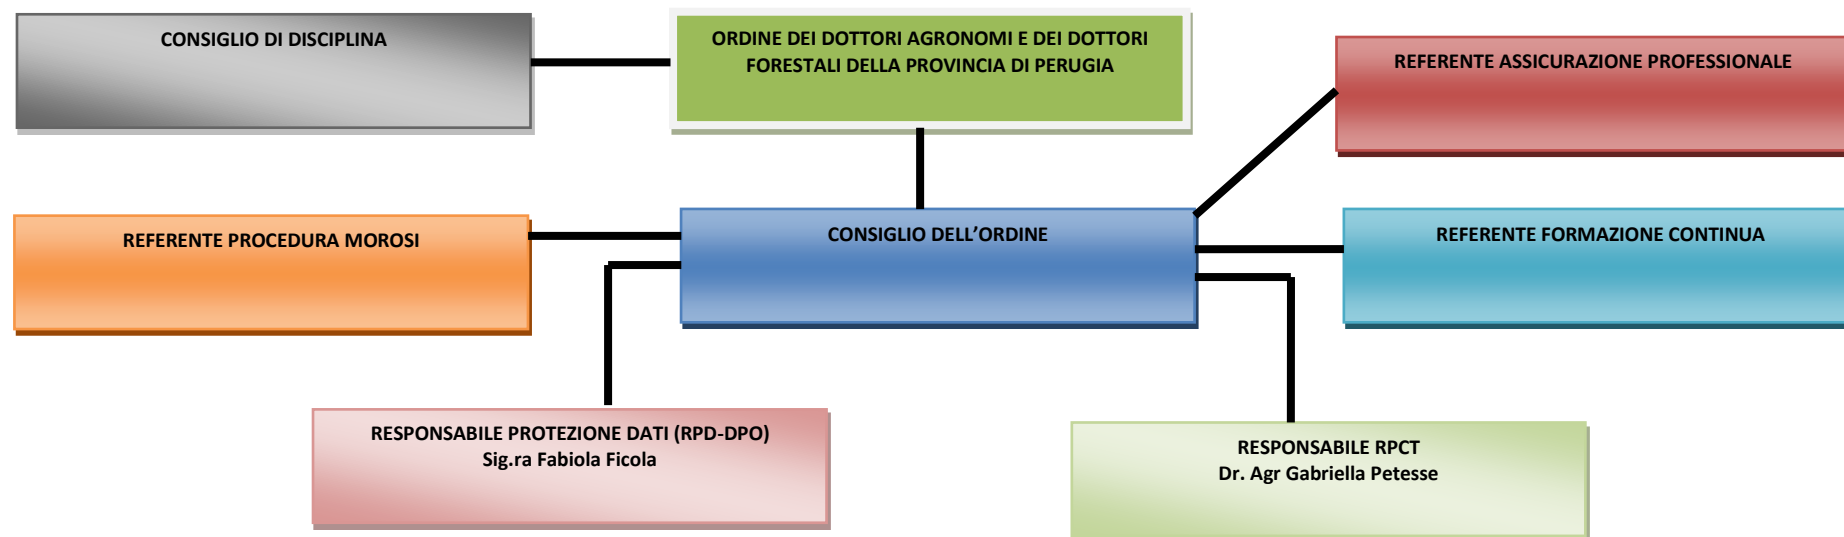 CONSIGLIO DI DISCIPLINA
ORDINE DEI DOTTORI AGRONOMI E DEI DOTTORI
FORESTALI DELLA PROVINCIA DI PERUGIA
REFERENTE ASSICURAZIONE PROFESSIONALE
REFERENTE PROCEDURA MOROSI
CONSIGLIO DELL’ORDINE
REFERENTE FORMAZIONE CONTINUA
RESPONSABILE PROTEZIONE DATI (RPD-DPO)
Sig.ra Fabiola Ficola
RESPONSABILE RPCT
Dr. Agr Gabriella Petesse